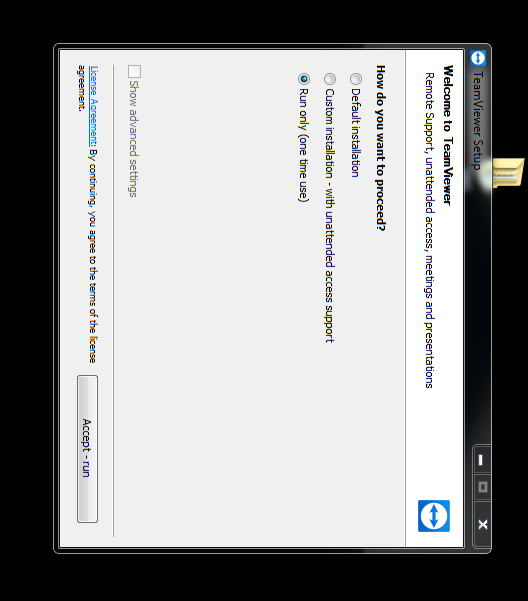 TeamViewer Setup
Welcome to TeamViewer
Remote Support, unattended access, meetings and presentations
How do you want to proceed?
Default installation
Custom installation - with unattended access support
Run only (one time use)
Show advanced settings
License Agreement: By continuing, you agree to the terms of the license
agreement.
Accept - run